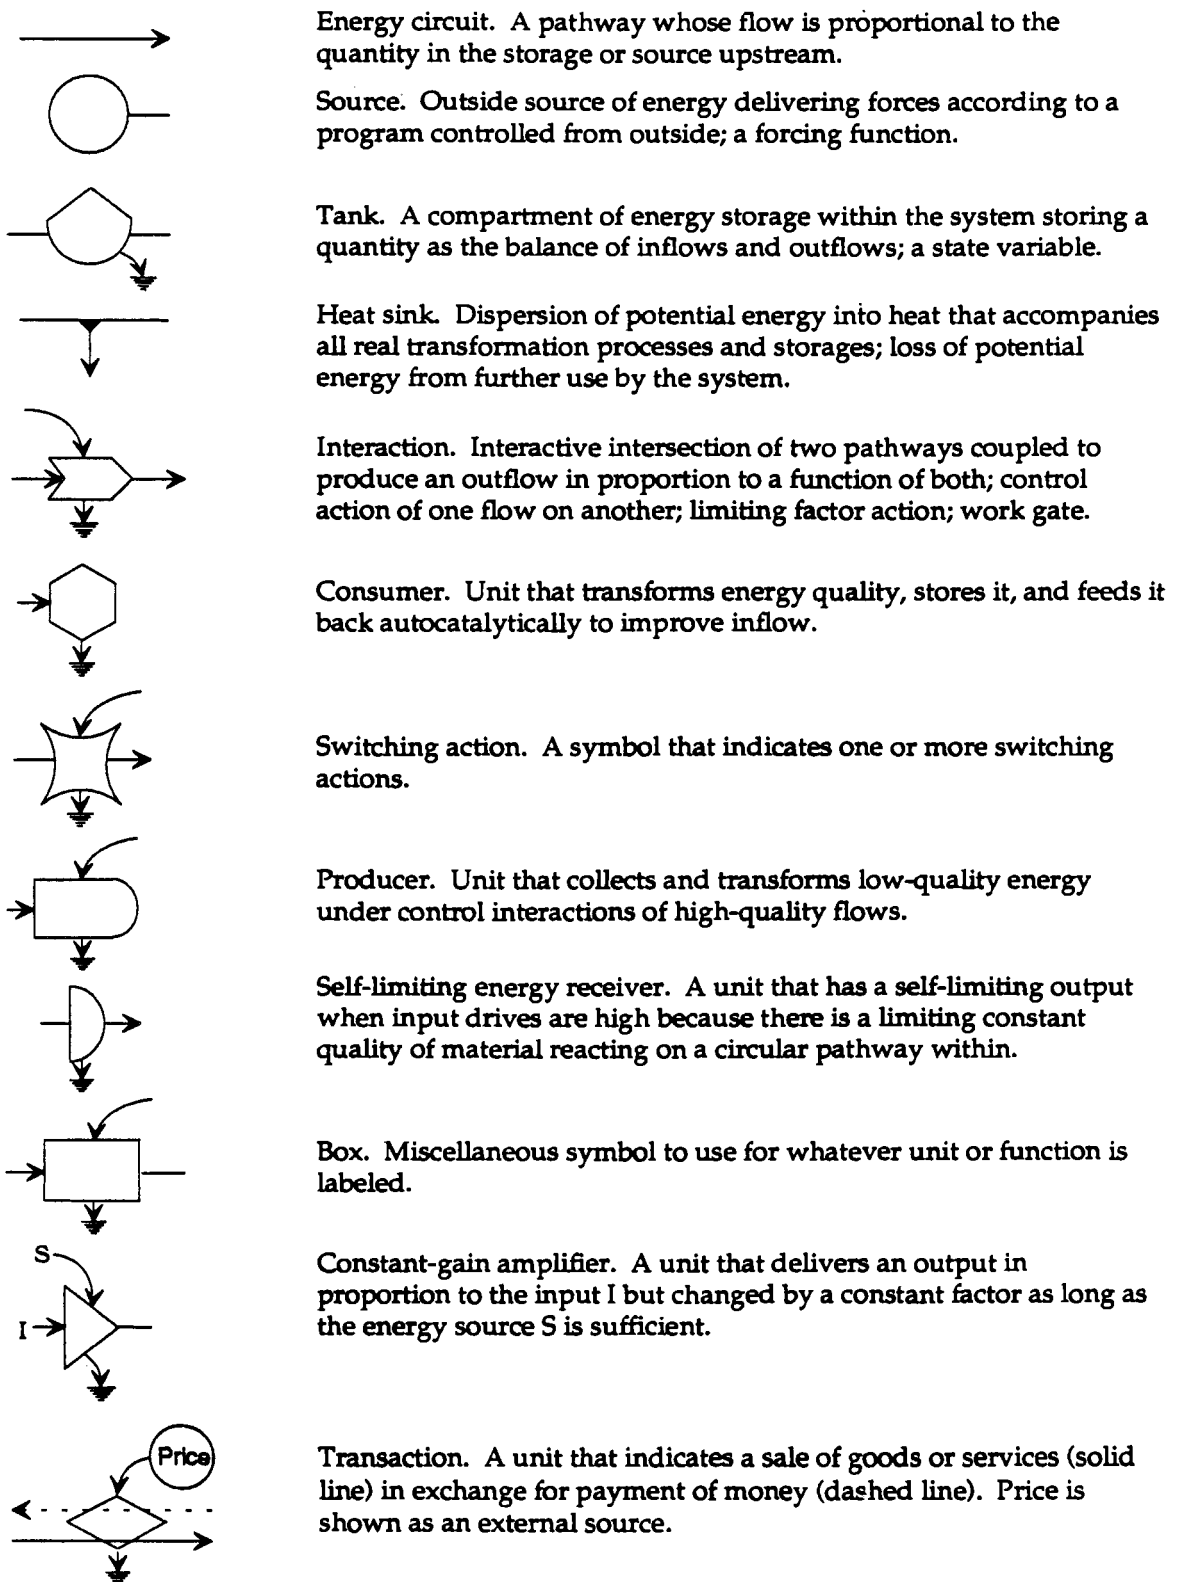 Energy circuit. A pathway whose flow is proportional to the
quantity in the storage or source upstream.
Source. Outside source of energy delivering forces according to a
program controlled from outside; a forcing function.
Tank. A compartment of energy storage within the system storing a
quantity as the balance of inflows and outflows; a state variable.
Heat sink. Dispersion of potential energy into heat that accompanies
all real transformation processes and storages; loss of potential
energy from further use by the system.
Interaction. Interactive intersection of two pathways coupled to
produce an outflow in proportion to a function of both; control
action of one flow on another; limiting factor action; work gate.
Consumer. Unit that transforms energy quality, stores it, and feeds it
back autocatalytically to improve inflow.
Switching action. A symbol that indicates one or more switching
actions.
Producer. Unit that collects and transforms low-quality energy
under control interactions of high-quality flows.
Self-limiting energy receiver. A unit that has a self-limiting output
when input drives are high because there is a limiting constant
quality of material reacting on a circular pathway within.
Box. Miscellaneous symbol to use for whatever unit or function is
labeled.
S
I
Constant-gain amplifier. A unit that delivers an output in
proportion to the input I but changed by a constant factor as long as
the energy source S is sufficient.
Price
Transaction. A unit that indicates a sale of goods or services (solid
line) in exchange for payment of money (dashed line). Price is
shown as an external source.